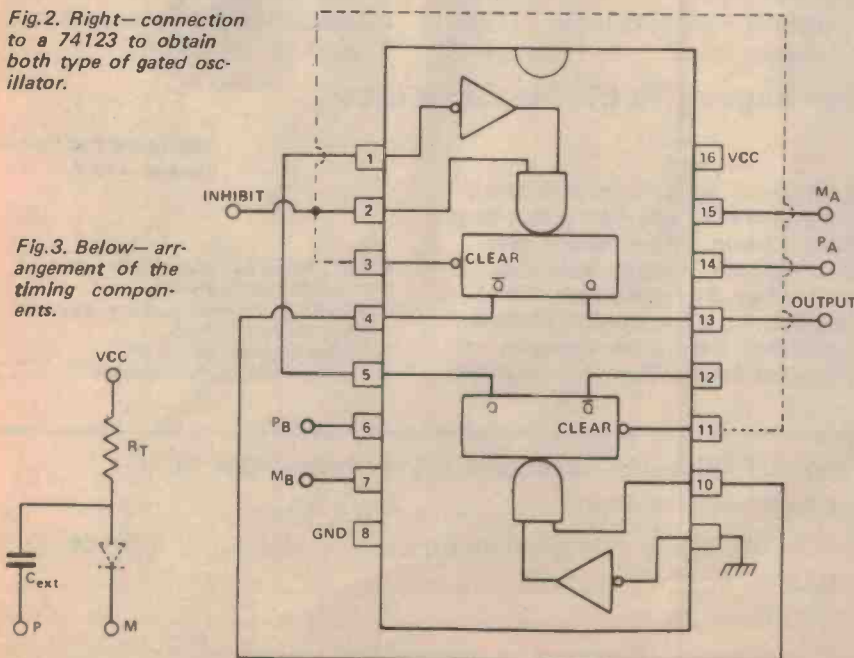 Fig.2. Right— connection
to a 74123 to obtain
both type of gated osc-
illator.
INHIBIT
Fig.3. Below— arr-
angement of the
timing compon-
ents.
VCC
RT
Cext
P
M
1
2
3
4
5
6
7
8
PB
MB
GND
CLEAR
Q̅
Q
Q
Q̅
CLEAR
16
15
14
13
12
11
10
VCC
MA
PA
OUTPUT